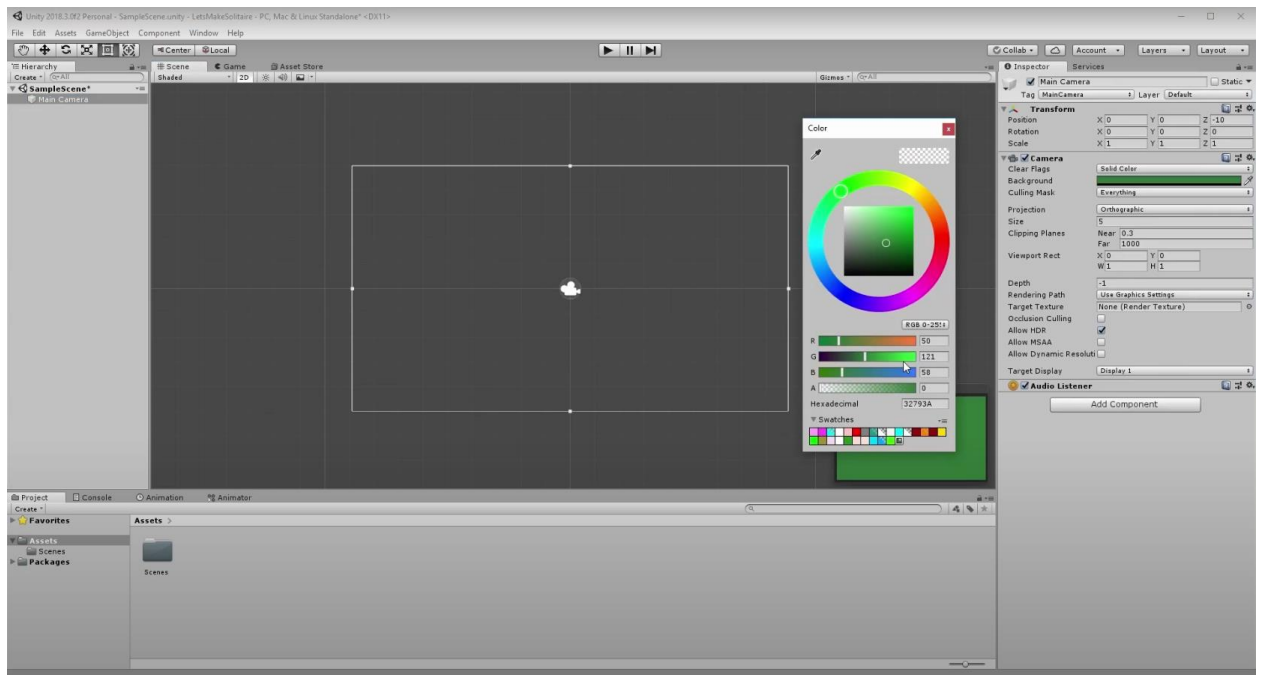 Unity 2018.3.0f2 Personal - SampleScene.unity - LetsMakeSolitaire - PC, Mac & Linux Standalone* <DX11>
File Edit Assets GameObject Component Window Help
Center Local Collab Account Layers Layout
Hierarchy Scene Game Asset Store Inspector Services
Create All Shaded 2D Gizmos All Main Camera Static
SampleScene* Tag MainCamera Layer Default
Main Camera
Transform
Position X 0 Y 0 Z -10
Rotation X 0 Y 0 Z 0
Scale X 1 Y 1 Z 1
Camera
Clear Flags Solid Color
Background
Culling Mask Everything
Projection Orthographic
Size 5
Clipping Planes Near 0.3
Far 1000
Viewport Rect X 0 Y 0
W 1 H 1
Depth -1
Rendering Path Use Graphics Settings
Target Texture None (Render Texture)
Occlusion Culling
Allow HDR
Allow MSAA
Allow Dynamic Resoluti
Target Display Display 1
Audio Listener
Add Component
Color
RGB 0-255
R 50
G 121
B 58
A 0
Hexadecimal 32793A
Swatches
Project Console Animation Animator
Create
Favorites Assets >
Assets
Scenes
Packages
Scenes